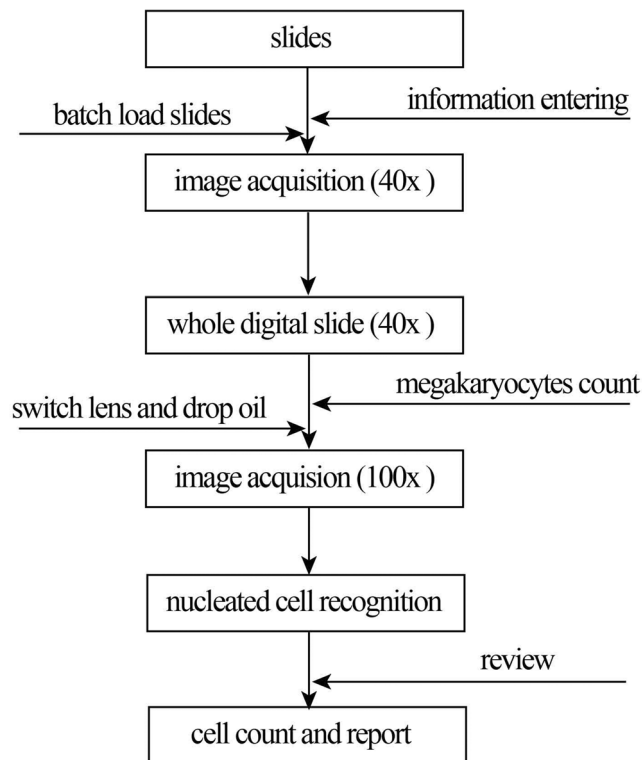 slides
information entering
batch load slides
image acquisition (40x )
whole digital slide (40x )
megakaryocytes count
switch lens and drop oil
image acquision (100x )
nucleated cell recognition
review
cell count and report